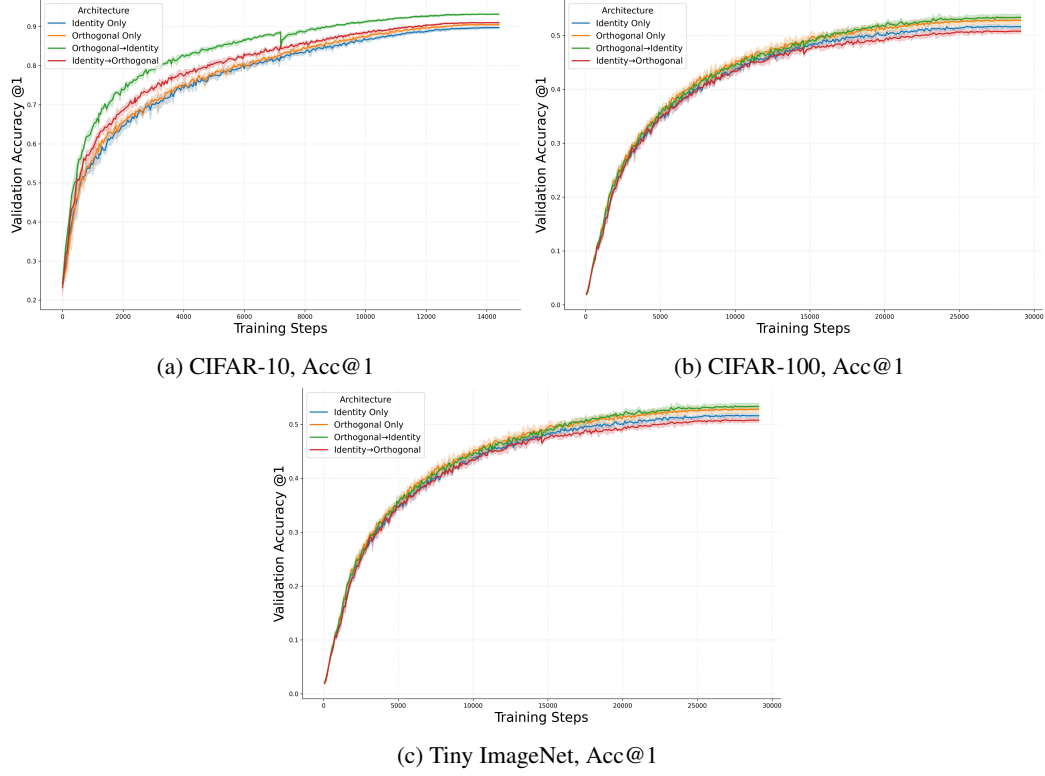 Architecture
Identity Only
Orthogonal Only
Orthogonal→Identity
Identity→Orthogonal
Validation Accuracy @1
0.9
0.8
0.7
0.6
0.5
0.4
0.3
0.2
0 2000 4000 6000 8000 10000 12000 14000
Training Steps
(a) CIFAR-10, Acc@1
Architecture
Identity Only
Orthogonal Only
Orthogonal→Identity
Identity→Orthogonal
Validation Accuracy @1
0.5
0.4
0.3
0.2
0.1
0.0
0 5000 10000 15000 20000 25000 30000
Training Steps
(b) CIFAR-100, Acc@1
Architecture
Identity Only
Orthogonal Only
Orthogonal→Identity
Identity→Orthogonal
Validation Accuracy @1
0.5
0.4
0.3
0.2
0.1
0.0
0 5000 10000 15000 20000 25000 30000
Training Steps
(c) Tiny ImageNet, Acc@1